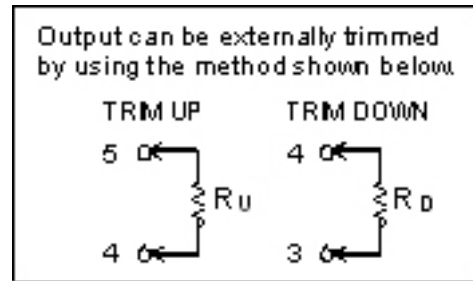 Output can be externally trimmed
by using the method shown below.
TRIM UP TRIM DOWN
5 4
RU RD
4 3